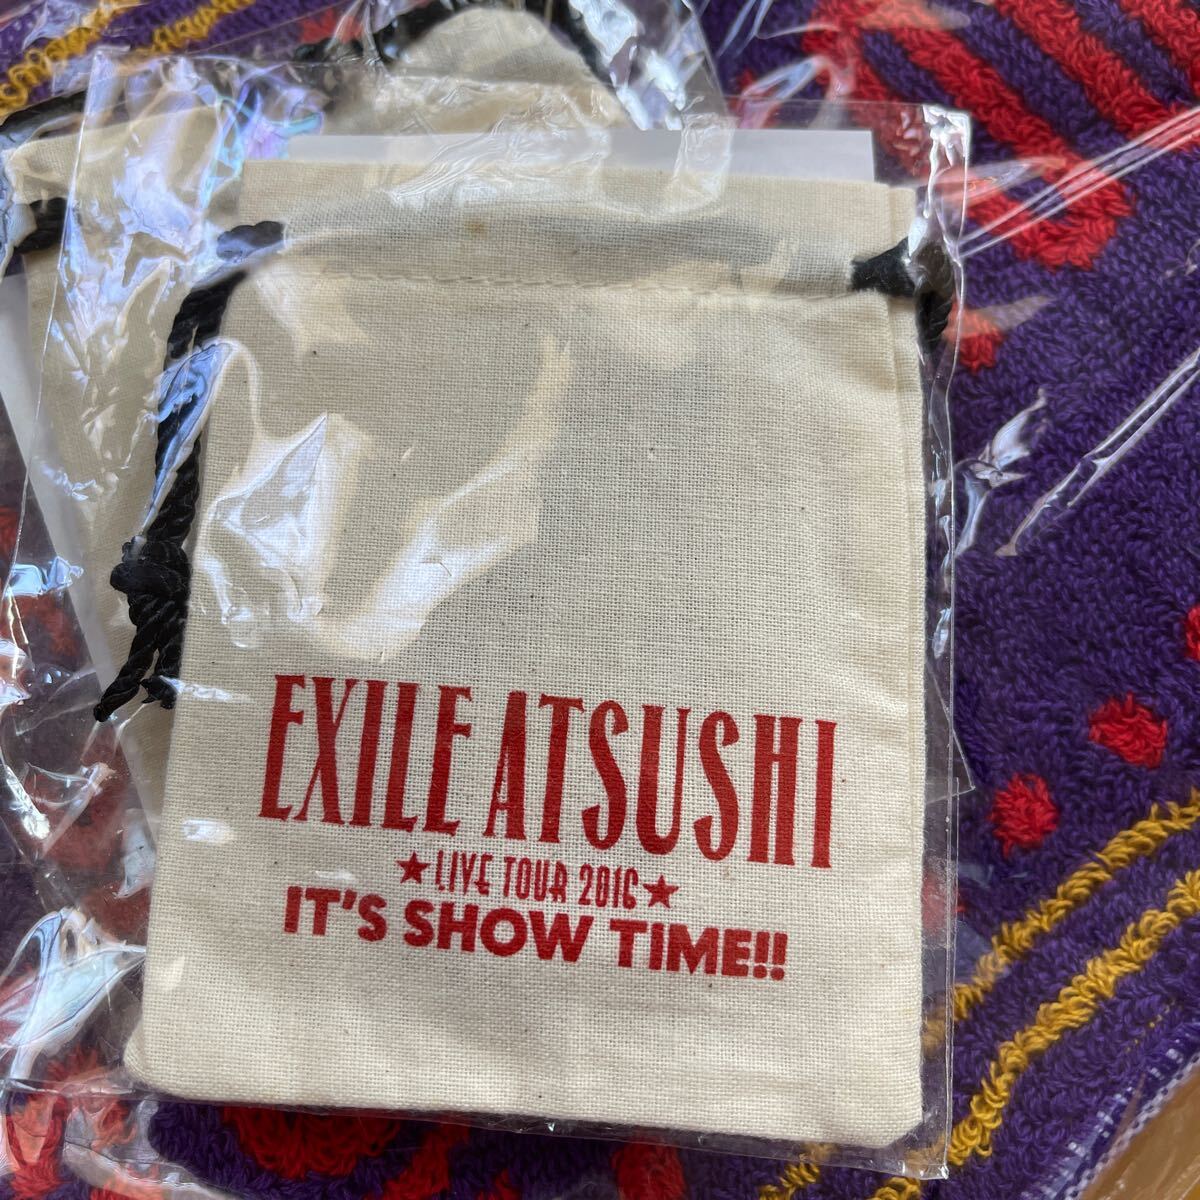 EXILE ATSUSHI
★LIVE TOUR 2016★
IT'S SHOW TIME!!